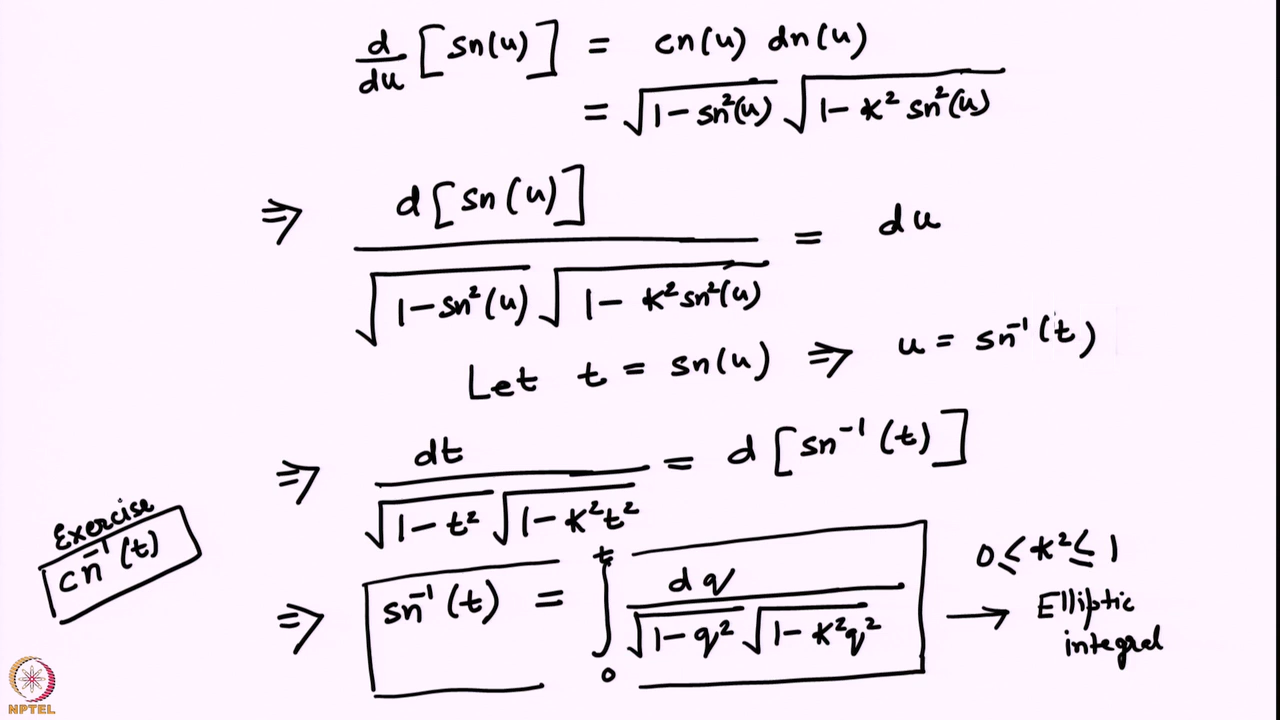 d/du [sn(u)] = cn(u) dn(u)
= √(1-sn²(u)) √(1- k² sn²(u))
⇒ d[sn(u)] / (√(1-sn²(u)) √(1- k² sn²(u))) = du
Let t = sn(u) ⇒ u = sn⁻¹(t)
⇒ dt / (√(1-t²) √(1-k²t²)) = d[sn⁻¹(t)]
Exercise
cn⁻¹(t)
⇒ sn⁻¹(t) = ∫₀ᵗ dq / (√(1-q²) √(1-k²q²)) → 0 ≤ k² ≤ 1
Elliptic
integral
NPTEL